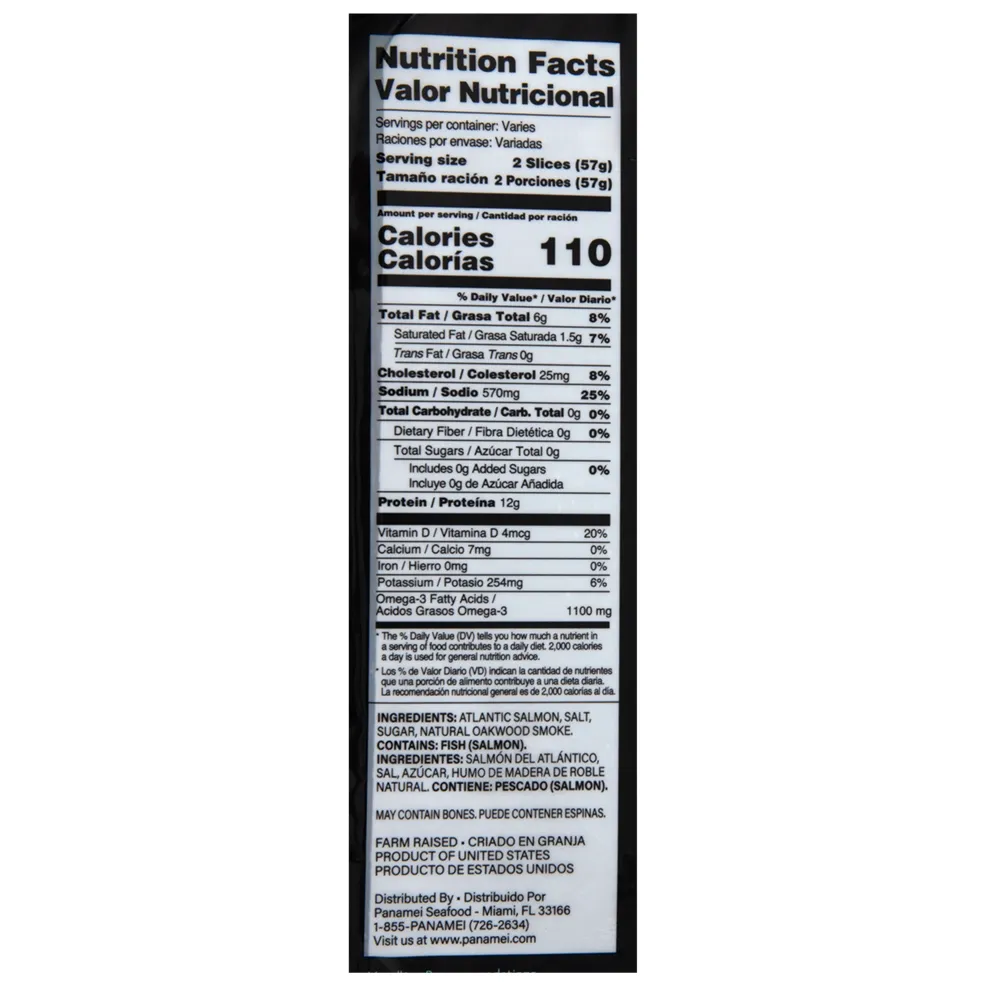 Nutrition Facts
Valor Nutricional
Servings per container: Varies
Raciones por envase: Variadas
Serving size 2 Slices (57g)
Tamaño ración 2 Porciones (57g)
Amount per serving / Cantidad por ración
Calories
Calorías 110
% Daily Value* / Valor Diario*
Total Fat / Grasa Total 6g 8%
Saturated Fat / Grasa Saturada 1.5g 7%
Trans Fat / Grasa Trans 0g
Cholesterol / Colesterol 25mg 8%
Sodium / Sodio 570mg 25%
Total Carbohydrate / Carb. Total 0g 0%
Dietary Fiber / Fibra Dietética 0g 0%
Total Sugars / Azúcar Total 0g
Includes 0g Added Sugars 0%
Incluye 0g de Azúcar Añadida
Protein / Proteína 12g
Vitamin D / Vitamina D 4mcg 20%
Calcium / Calcio 7mg 0%
Iron / Hierro 0mg 0%
Potassium / Potasio 254mg 6%
Omega-3 Fatty Acids /
Acidos Grasos Omega-3 1100 mg
* The % Daily Value (DV) tells you how much a nutrient in
a serving of food contributes to a daily diet. 2,000 calories
a day is used for general nutrition advice.
* Los % de Valor Diario (VD) indican la cantidad de nutrientes
que una porción de alimento contribuye a una dieta diaria.
La recomendación nutricional general es de 2,000 calorías al día.
INGREDIENTS: ATLANTIC SALMON, SALT,
SUGAR, NATURAL OAKWOOD SMOKE.
CONTAINS: FISH (SALMON).
INGREDIENTES: SALMÓN DEL ATLÁNTICO,
SAL, AZÚCAR, HUMO DE MADERA DE ROBLE
NATURAL. CONTIENE: PESCADO (SALMON).
MAY CONTAIN BONES. PUEDE CONTENER ESPINAS.
FARM RAISED • CRIADO EN GRANJA
PRODUCT OF UNITED STATES
PRODUCTO DE ESTADOS UNIDOS
Distributed By • Distribuido Por
Panamei Seafood - Miami, FL 33166
1-855-PANAMEI (726-2634)
Visit us at www.panamei.com